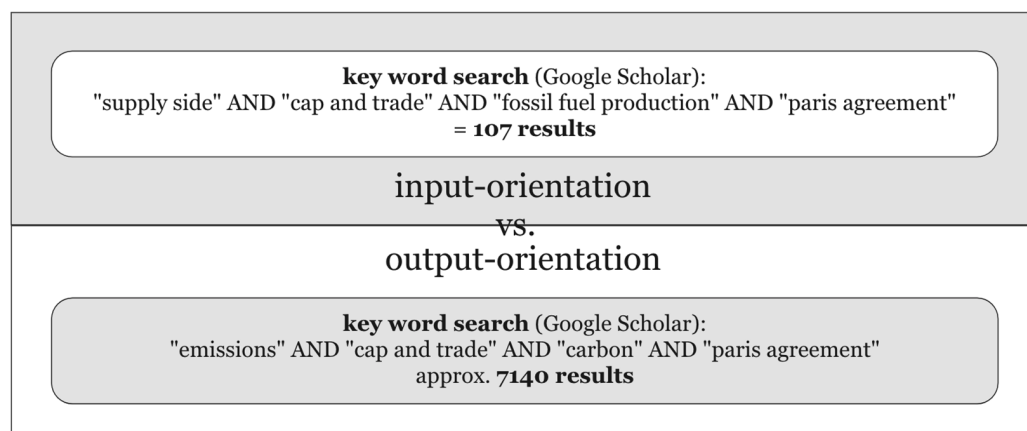 key word search (Google Scholar):
"supply side" AND "cap and trade" AND "fossil fuel production" AND "paris agreement"
= 107 results
input-orientation
vs.
output-orientation
key word search (Google Scholar):
"emissions" AND "cap and trade" AND "carbon" AND "paris agreement"
approx. 7140 results